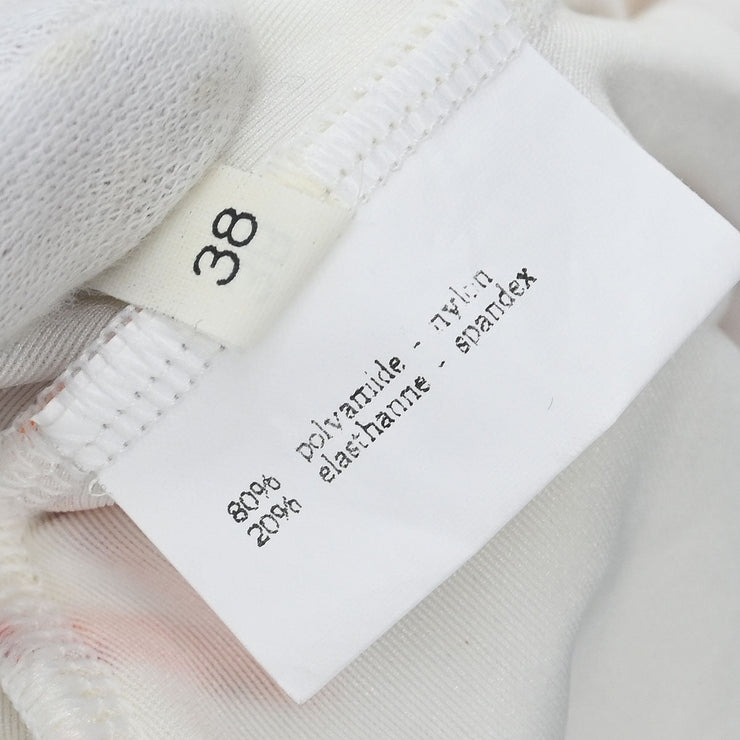 38
80% polyamide - nylon
20% elasthanne - spandex